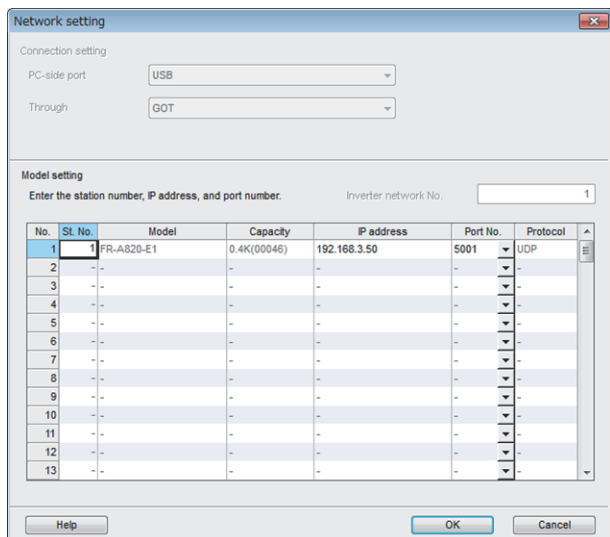 Network setting
Connection setting
PC-side port USB
Through GOT
Model setting
Enter the station number, IP address, and port number. Inverter network No. 1
No. St. No. Model Capacity IP address Port No. Protocol
1 1 FR-A820-E1 0.4K(00046) 192.168.3.50 5001 UDP
2 - - - - - -
3 - - - - - -
4 - - - - - -
5 - - - - - -
6 - - - - - -
7 - - - - - -
8 - - - - - -
9 - - - - - -
10 - - - - - -
11 - - - - - -
12 - - - - - -
13 - - - - - -
Help OK Cancel